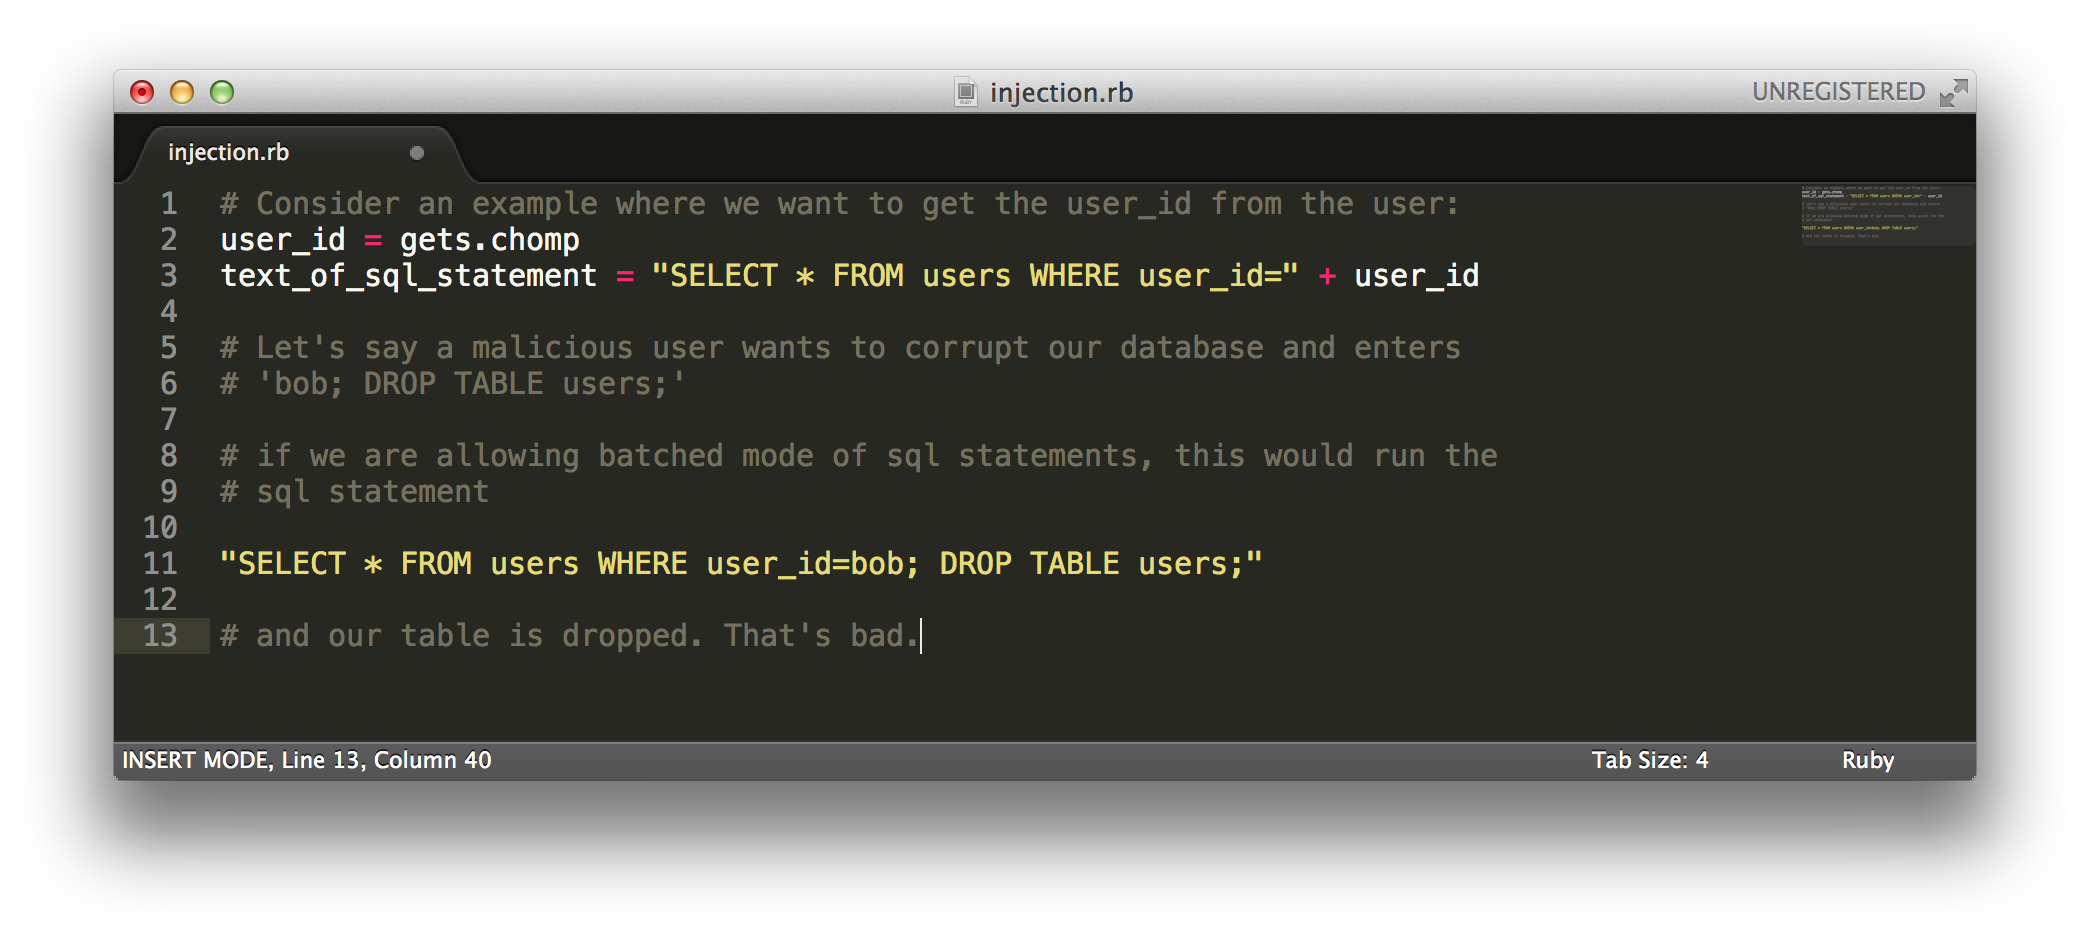 injection.rb
UNREGISTERED
injection.rb
1 # Consider an example where we want to get the user_id from the user:
2 user_id = gets.chomp
3 text_of_sql_statement = "SELECT * FROM users WHERE user_id=" + user_id
4
5 # Let's say a malicious user wants to corrupt our database and enters
6 # 'bob; DROP TABLE users;'
7
8 # if we are allowing batched mode of sql statements, this would run the
9 # sql statement
10
11 "SELECT * FROM users WHERE user_id=bob; DROP TABLE users;"
12
13 # and our table is dropped. That's bad.
INSERT MODE, Line 13, Column 40
Tab Size: 4
Ruby